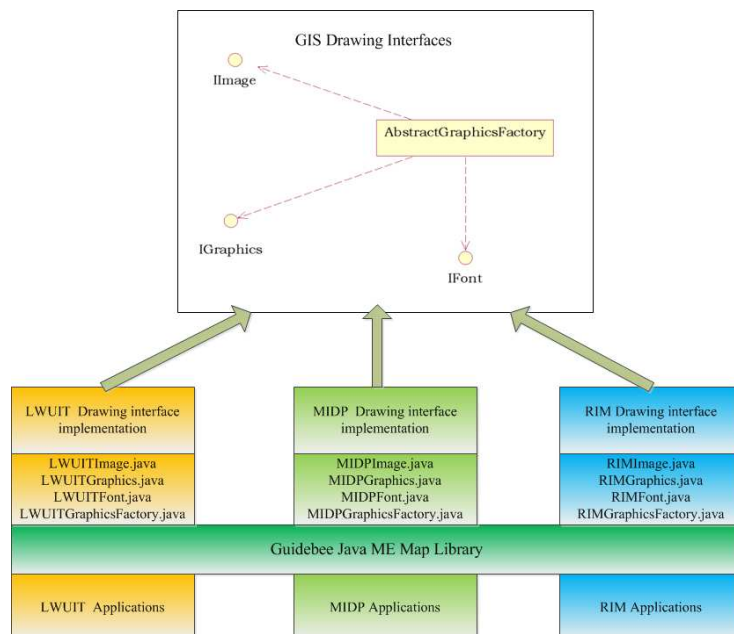 GIS Drawing Interfaces
IImage
AbstractGraphicsFactory
IGraphics
IFont
LWUIT Drawing interface
implementation
MIDP Drawing interface
implementation
RIM Drawing interface
implementation
LWUITImage.java
LWUITGraphics.java
LWUITFont.java
LWUITGraphicsFactory.java
MIDPImage.java
MIDPGraphics.java
MIDPFont.java
MIDPGraphicsFactory.java
RIMImage.java
RIMGraphics.java
RIMFont.java
RIMGraphicsFactory.java
Guidebee Java ME Map Library
LWUIT Applications
MIDP Applications
RIM Applications